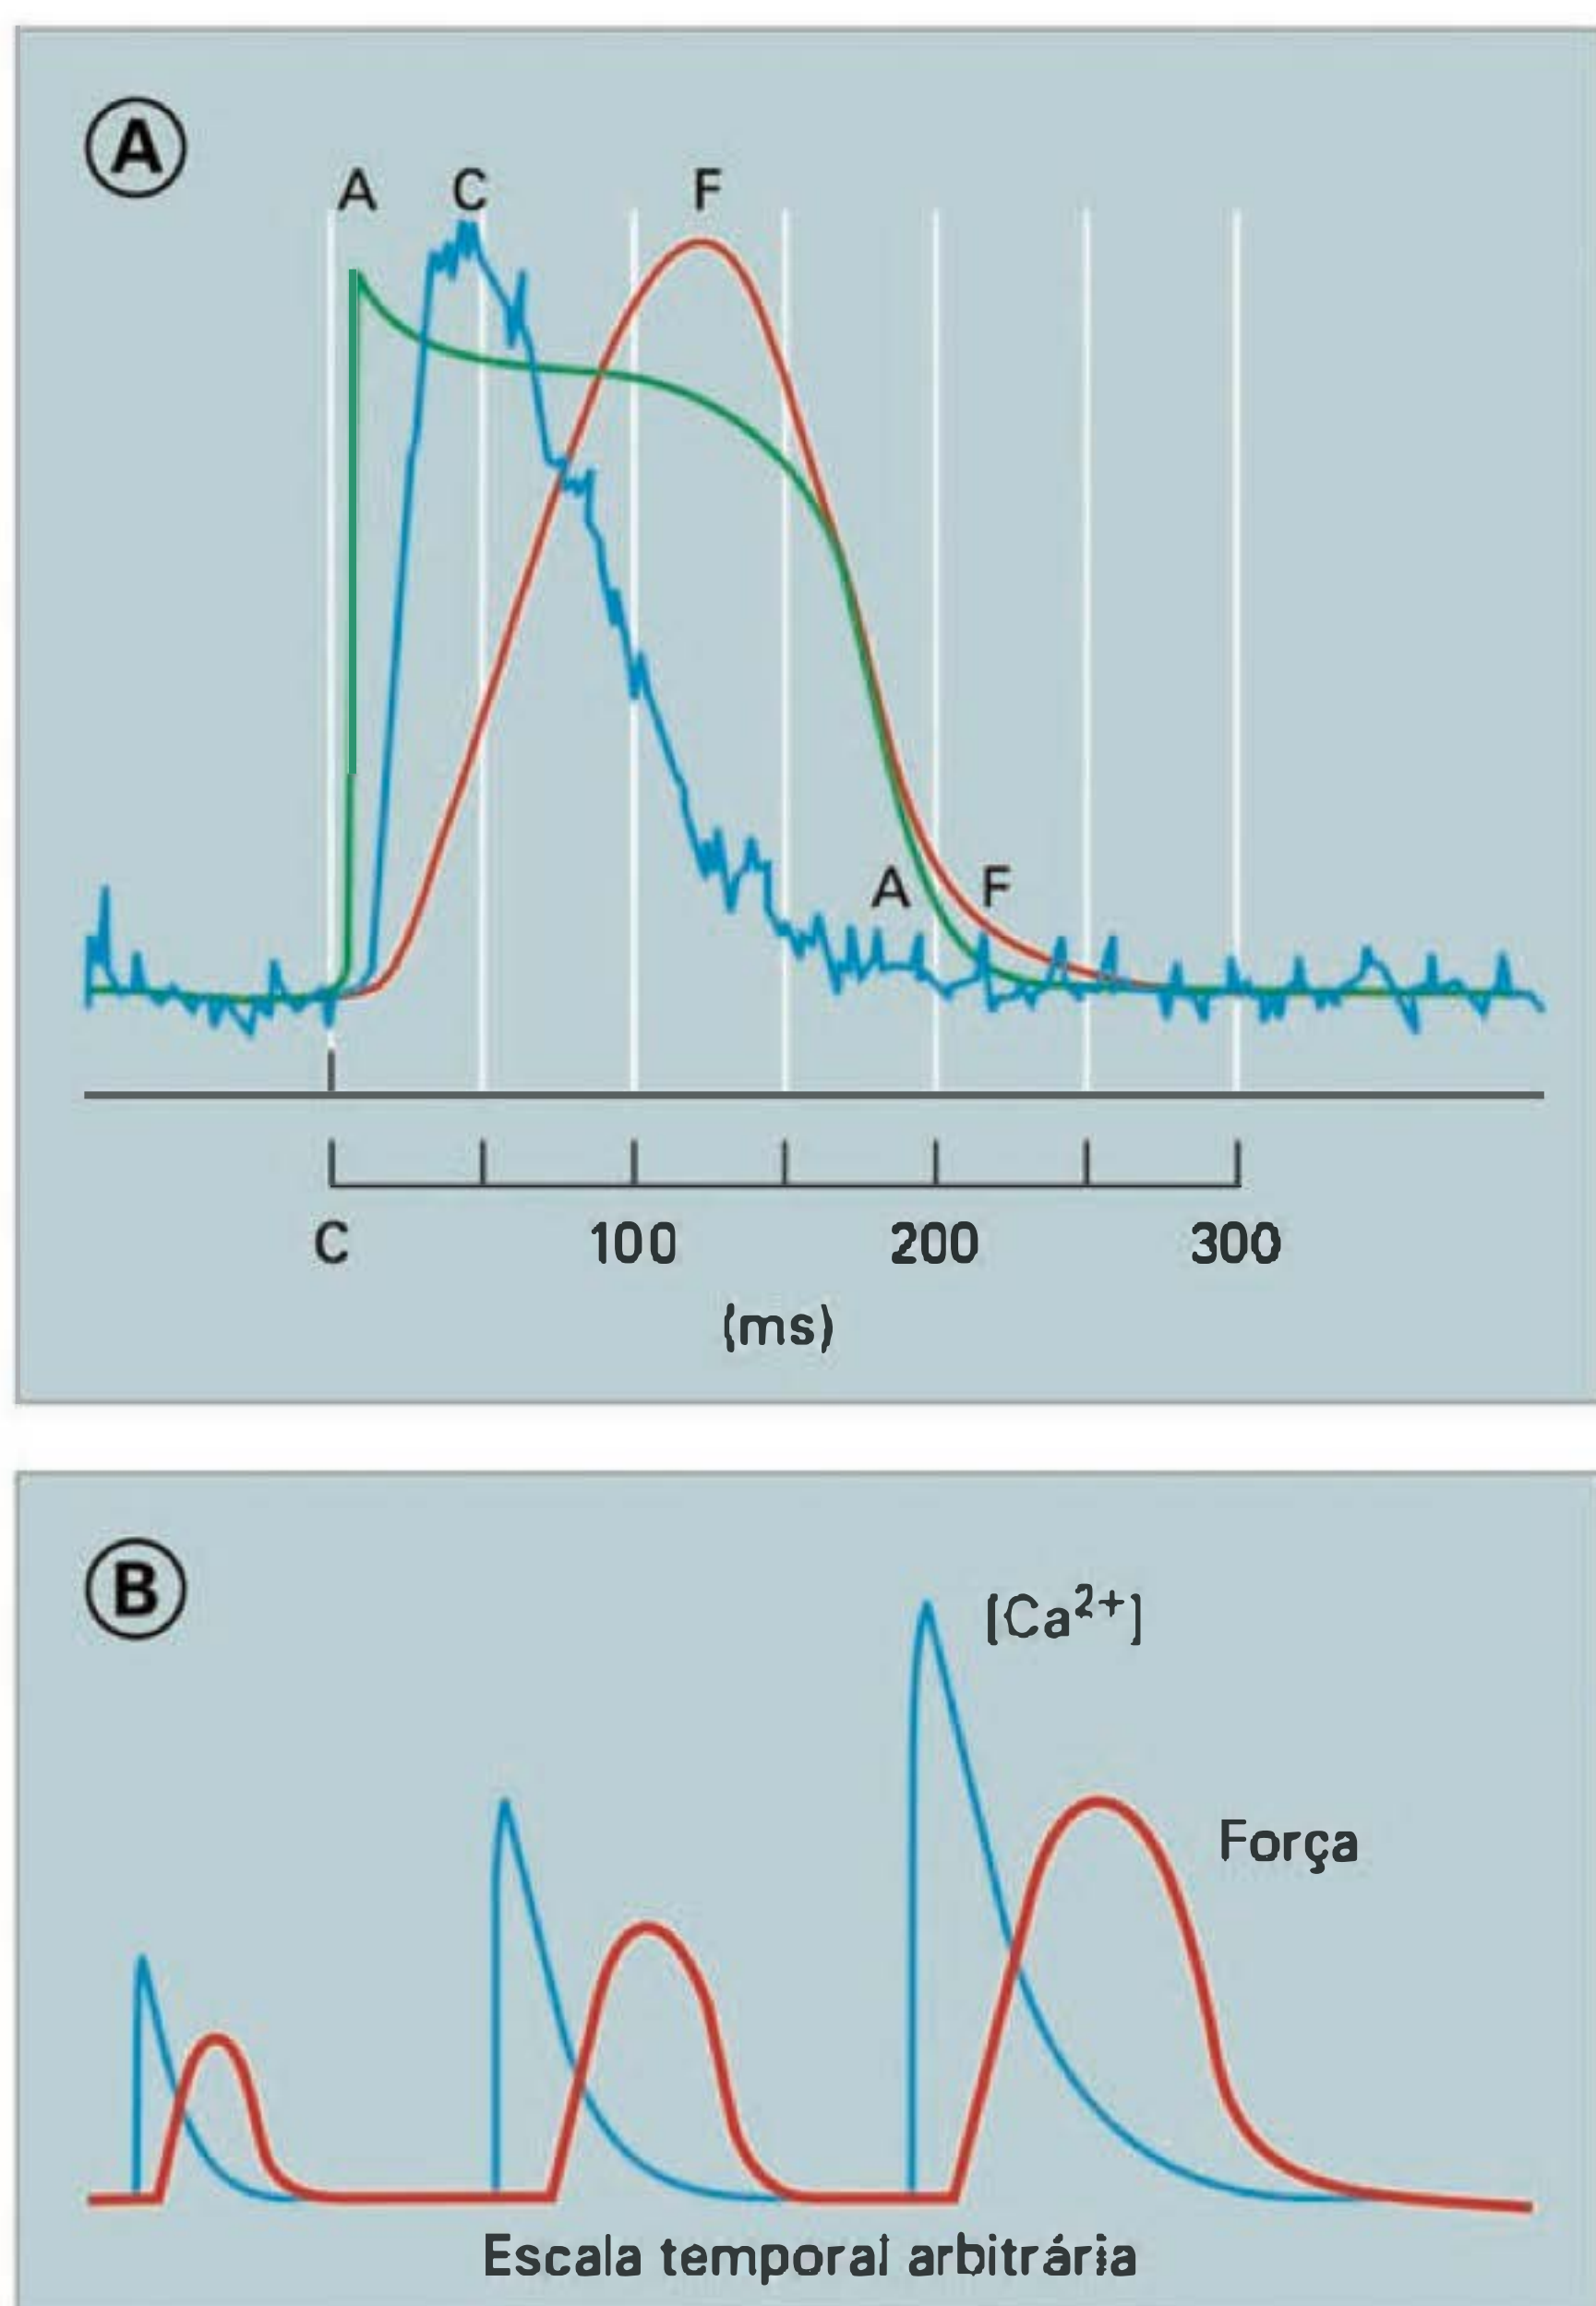 A
A C F
A F
C 100 200 300
(ms)
B
[Ca²⁺]
Força
Escala temporal arbitrária